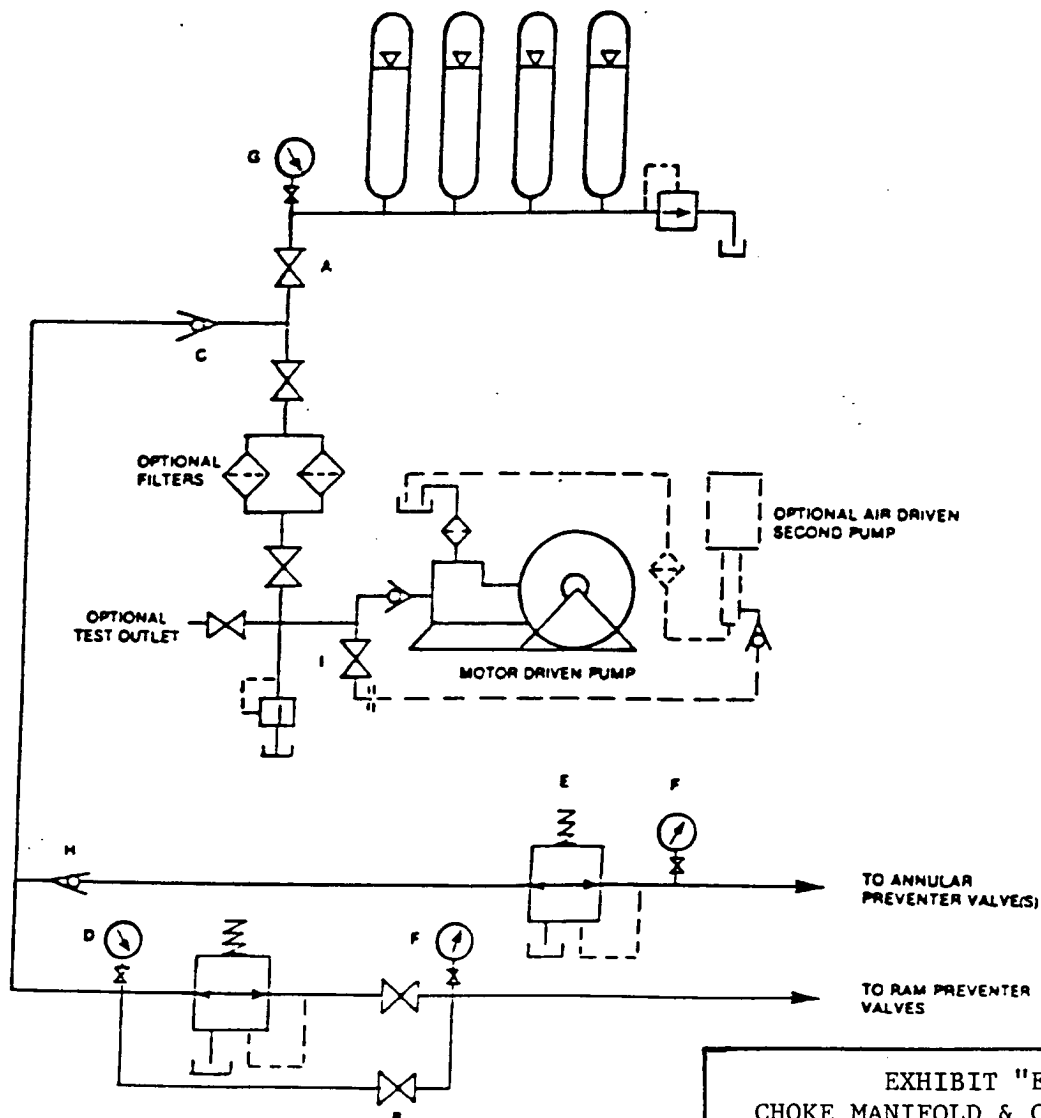 G
A
C
OPTIONAL
FILTERS
OPTIONAL AIR DRIVEN
SECOND PUMP
OPTIONAL
TEST OUTLET
I
MOTOR DRIVEN PUMP
E
F
H
TO ANNULAR
PREVENTER VALVE(S)
D
F
TO RAM PREVENTER
VALVES
EXHIBIT "E
CHOKE MANIFOLD &